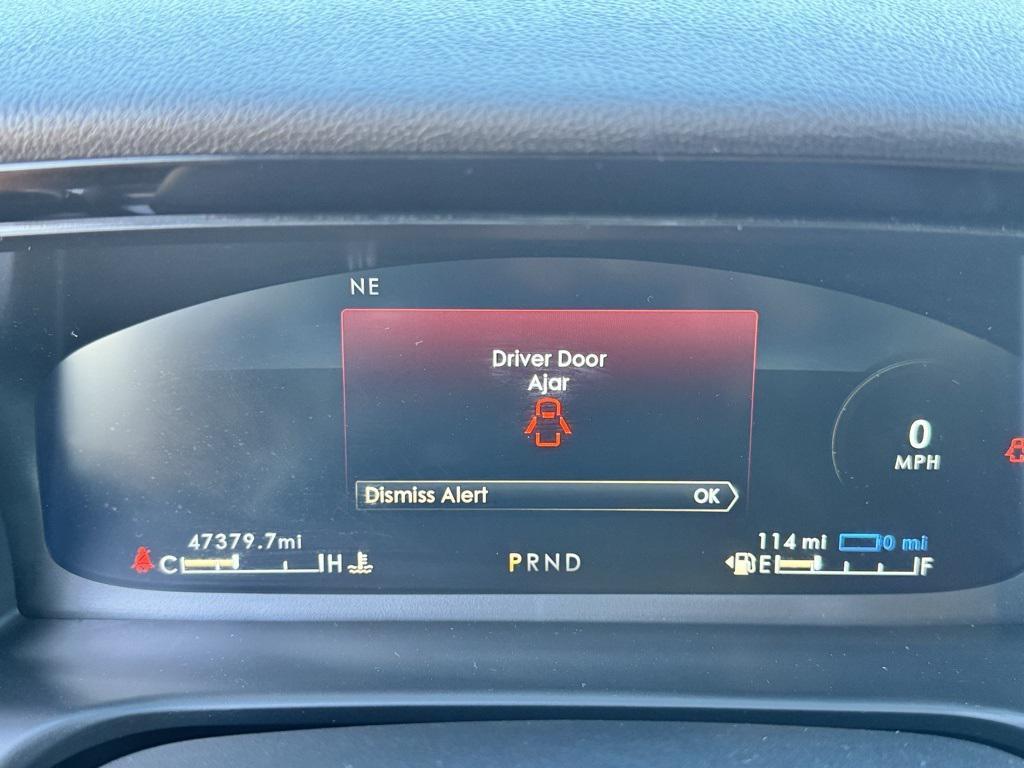 NE
Driver Door
Ajar
Dismiss Alert OK
0
MPH
47379.7mi
114 mi 0 mi
C H PRND E F